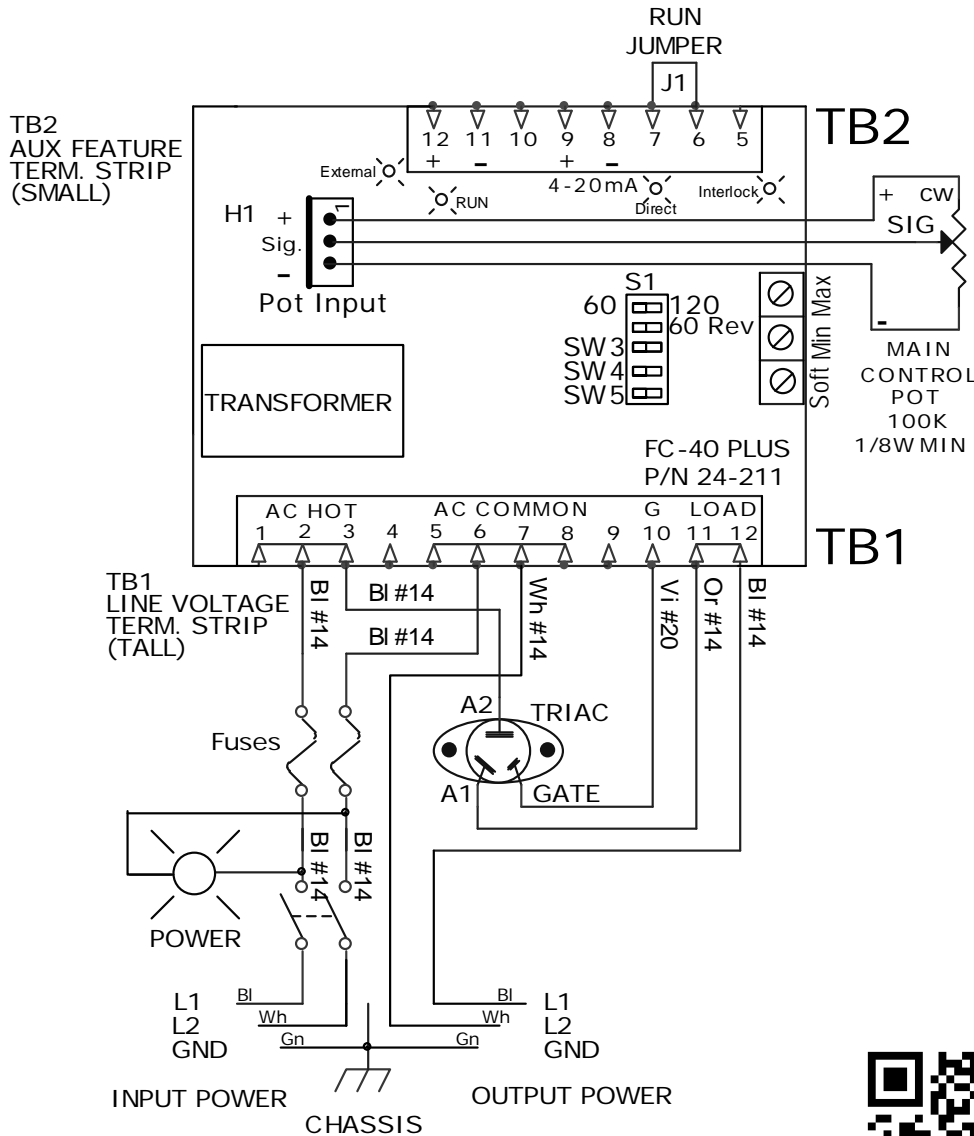 RUN
JUMPER
J1
TB2
TB2
AUX FEATURE
TERM. STRIP
(SMALL)
12 11 10 9 8 7 6 5
+ - + -
4-20mA
External
RUN
Direct
Interlock
H1
+
Sig.
-
1
Pot Input
+ CW
SIG
-
MAIN
CONTROL
POT
100K
1/8W MIN
S1
60 120
60 Rev
SW3
SW4
SW5
Soft Min Max
TRANSFORMER
FC-40 PLUS
P/N 24-211
AC HOT AC COMMON G LOAD
1 2 3 4 5 6 7 8 9 10 11 12
TB1
TB1
LINE VOLTAGE
TERM. STRIP
(TALL)
Bl #14
Bl #14
Bl #14
Wh #14
Vi #20
Or #14
Bl #14
A2
TRIAC
A1
GATE
Fuses
Bl #14
Bl #14
POWER
L1 Bl
L2 Wh
GND Gn
Bl L1
Wh L2
Gn GND
INPUT POWER
OUTPUT POWER
CHASSIS